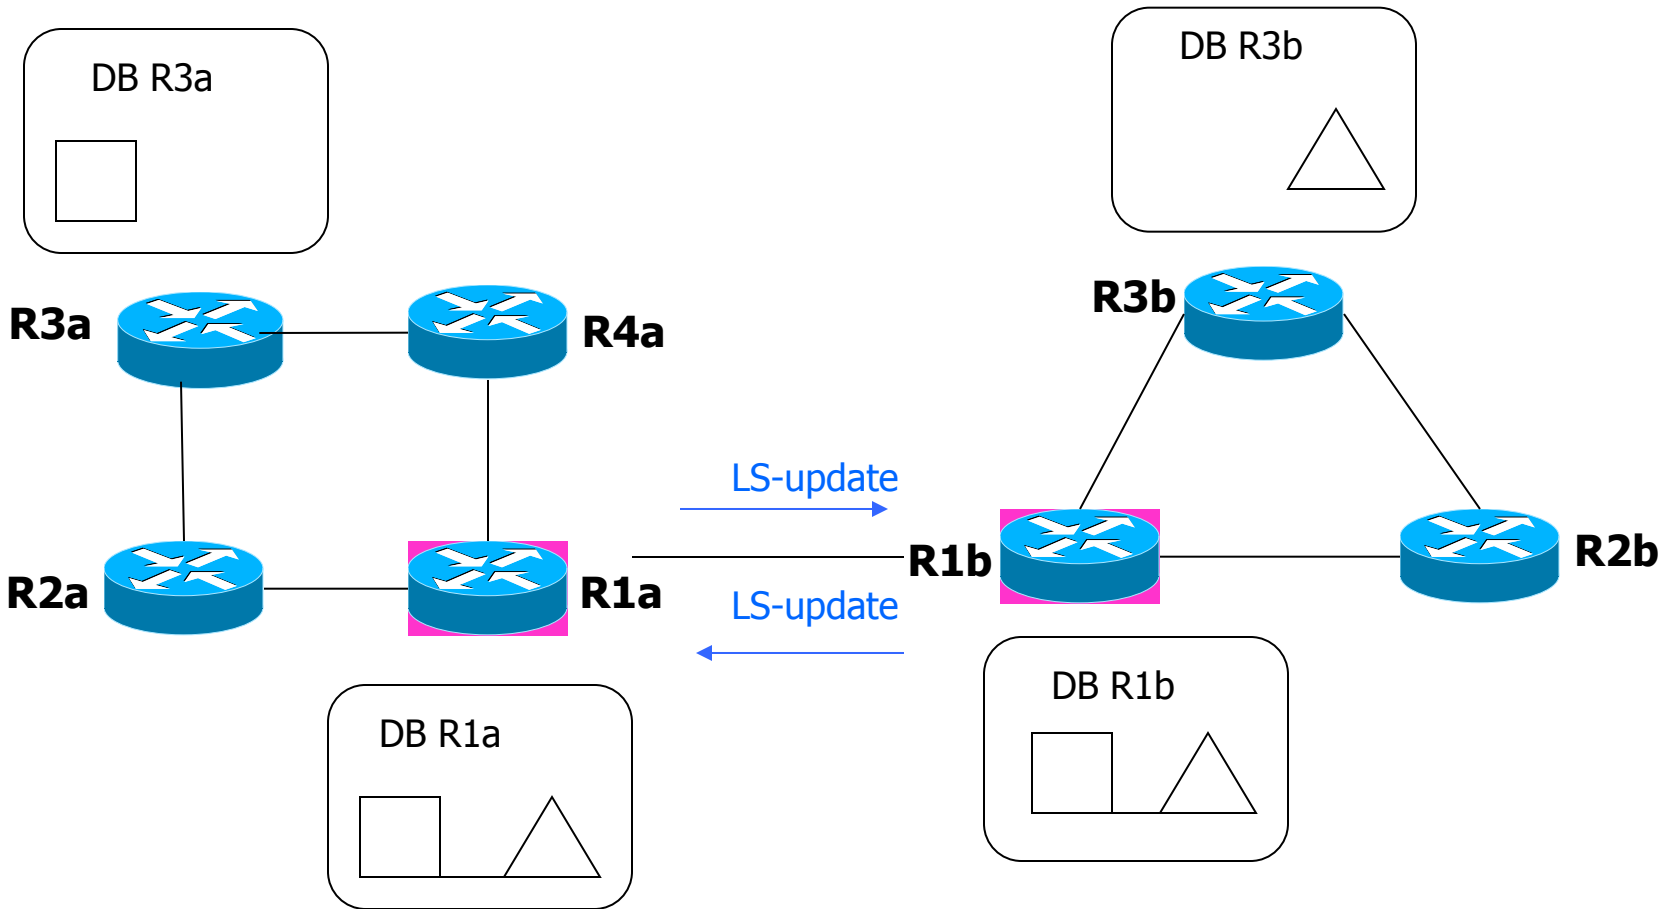 DB R3a
DB R3b
R3a
R4a
R3b
LS-update
R2a
R1a
R1b
R2b
LS-update
DB R1a
DB R1b